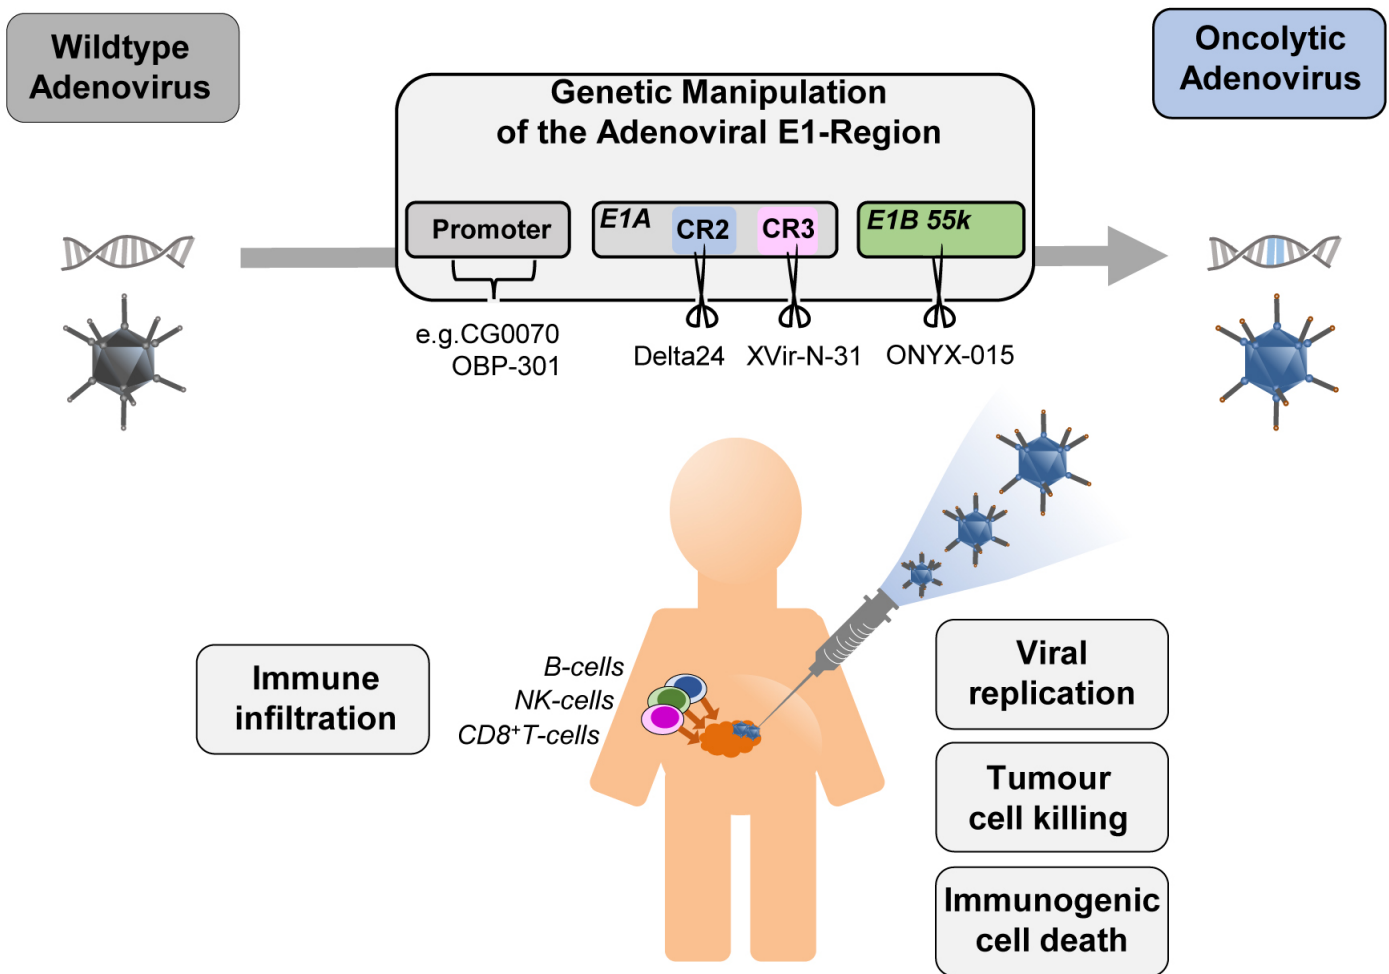 Wildtype
Adenovirus
Oncolytic
Adenovirus
Genetic Manipulation
of the Adenoviral E1-Region
Promoter
E1A
CR2
CR3
E1B 55k
e.g.CG0070
OBP-301
Delta24
XVir-N-31
ONYX-015
Immune
infiltration
B-cells
NK-cells
CD8⁺T-cells
Viral
replication
Tumour
cell killing
Immunogenic
cell death